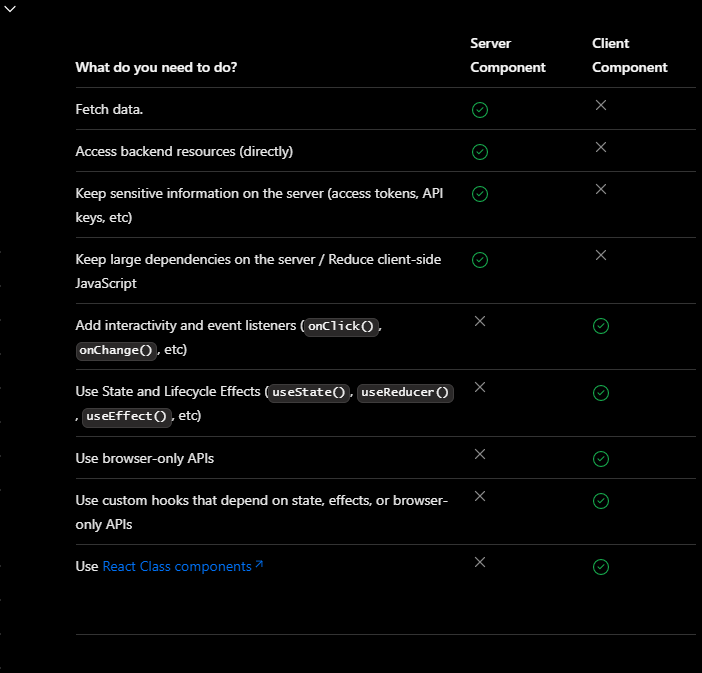 What do you need to do? Server Component Client Component
Fetch data.
Access backend resources (directly)
Keep sensitive information on the server (access tokens, API
keys, etc)
Keep large dependencies on the server / Reduce client-side
JavaScript
Add interactivity and event listeners (onClick(),
onChange(), etc)
Use State and Lifecycle Effects (useState(), useReducer()
, useEffect(), etc)
Use browser-only APIs
Use custom hooks that depend on state, effects, or browser-
only APIs
Use React Class components